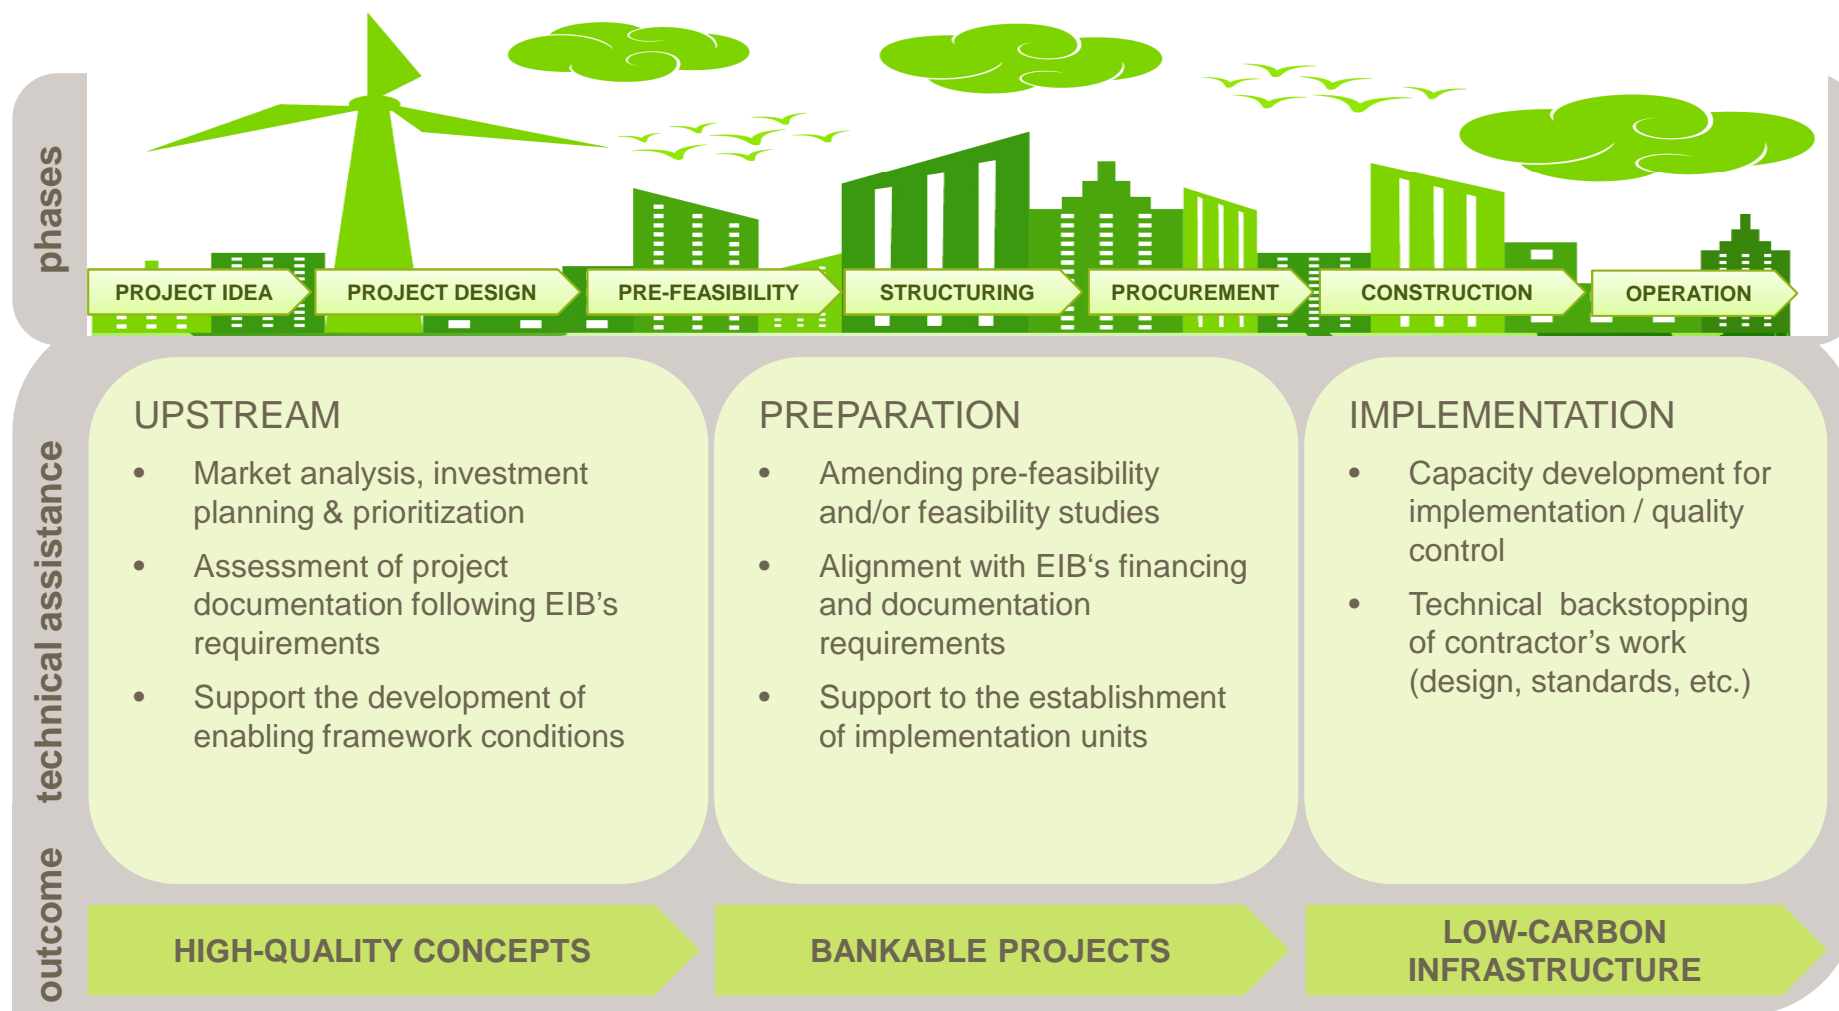 phases
PROJECT IDEA
PROJECT DESIGN
PRE-FEASIBILITY
STRUCTURING
PROCUREMENT
CONSTRUCTION
OPERATION
technical assistance
UPSTREAM
• Market analysis, investment
planning & prioritization
• Assessment of project
documentation following EIB’s
requirements
• Support the development of
enabling framework conditions
PREPARATION
• Amending pre-feasibility
and/or feasibility studies
• Alignment with EIB‘s financing
and documentation
requirements
• Support to the establishment
of implementation units
IMPLEMENTATION
• Capacity development for
implementation / quality
control
• Technical  backstopping
of contractor’s work
(design, standards, etc.)
outcome
HIGH-QUALITY CONCEPTS
BANKABLE PROJECTS
LOW-CARBON
INFRASTRUCTURE